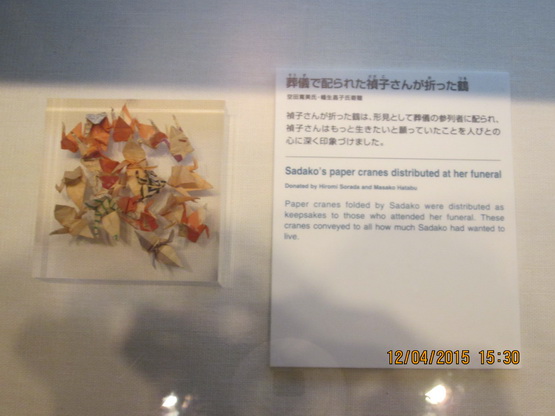 葬儀で配られた禎子さんが折った鶴
禎子さんが折った鶴は、形見として葬儀の参列者に配られ、
禎子さんはもっと生きたいと願っていたことを人びとの
心に深く印象づけました。
Sadako's paper cranes distributed at her funeral
Donated by Hiromi Sorada and Masako Hatabu
Paper cranes folded by Sadako were distributed as
keepsakes to those who attended her funeral. These
cranes conveyed to all how much Sadako had wanted to
live.
12/04/2015 15:30